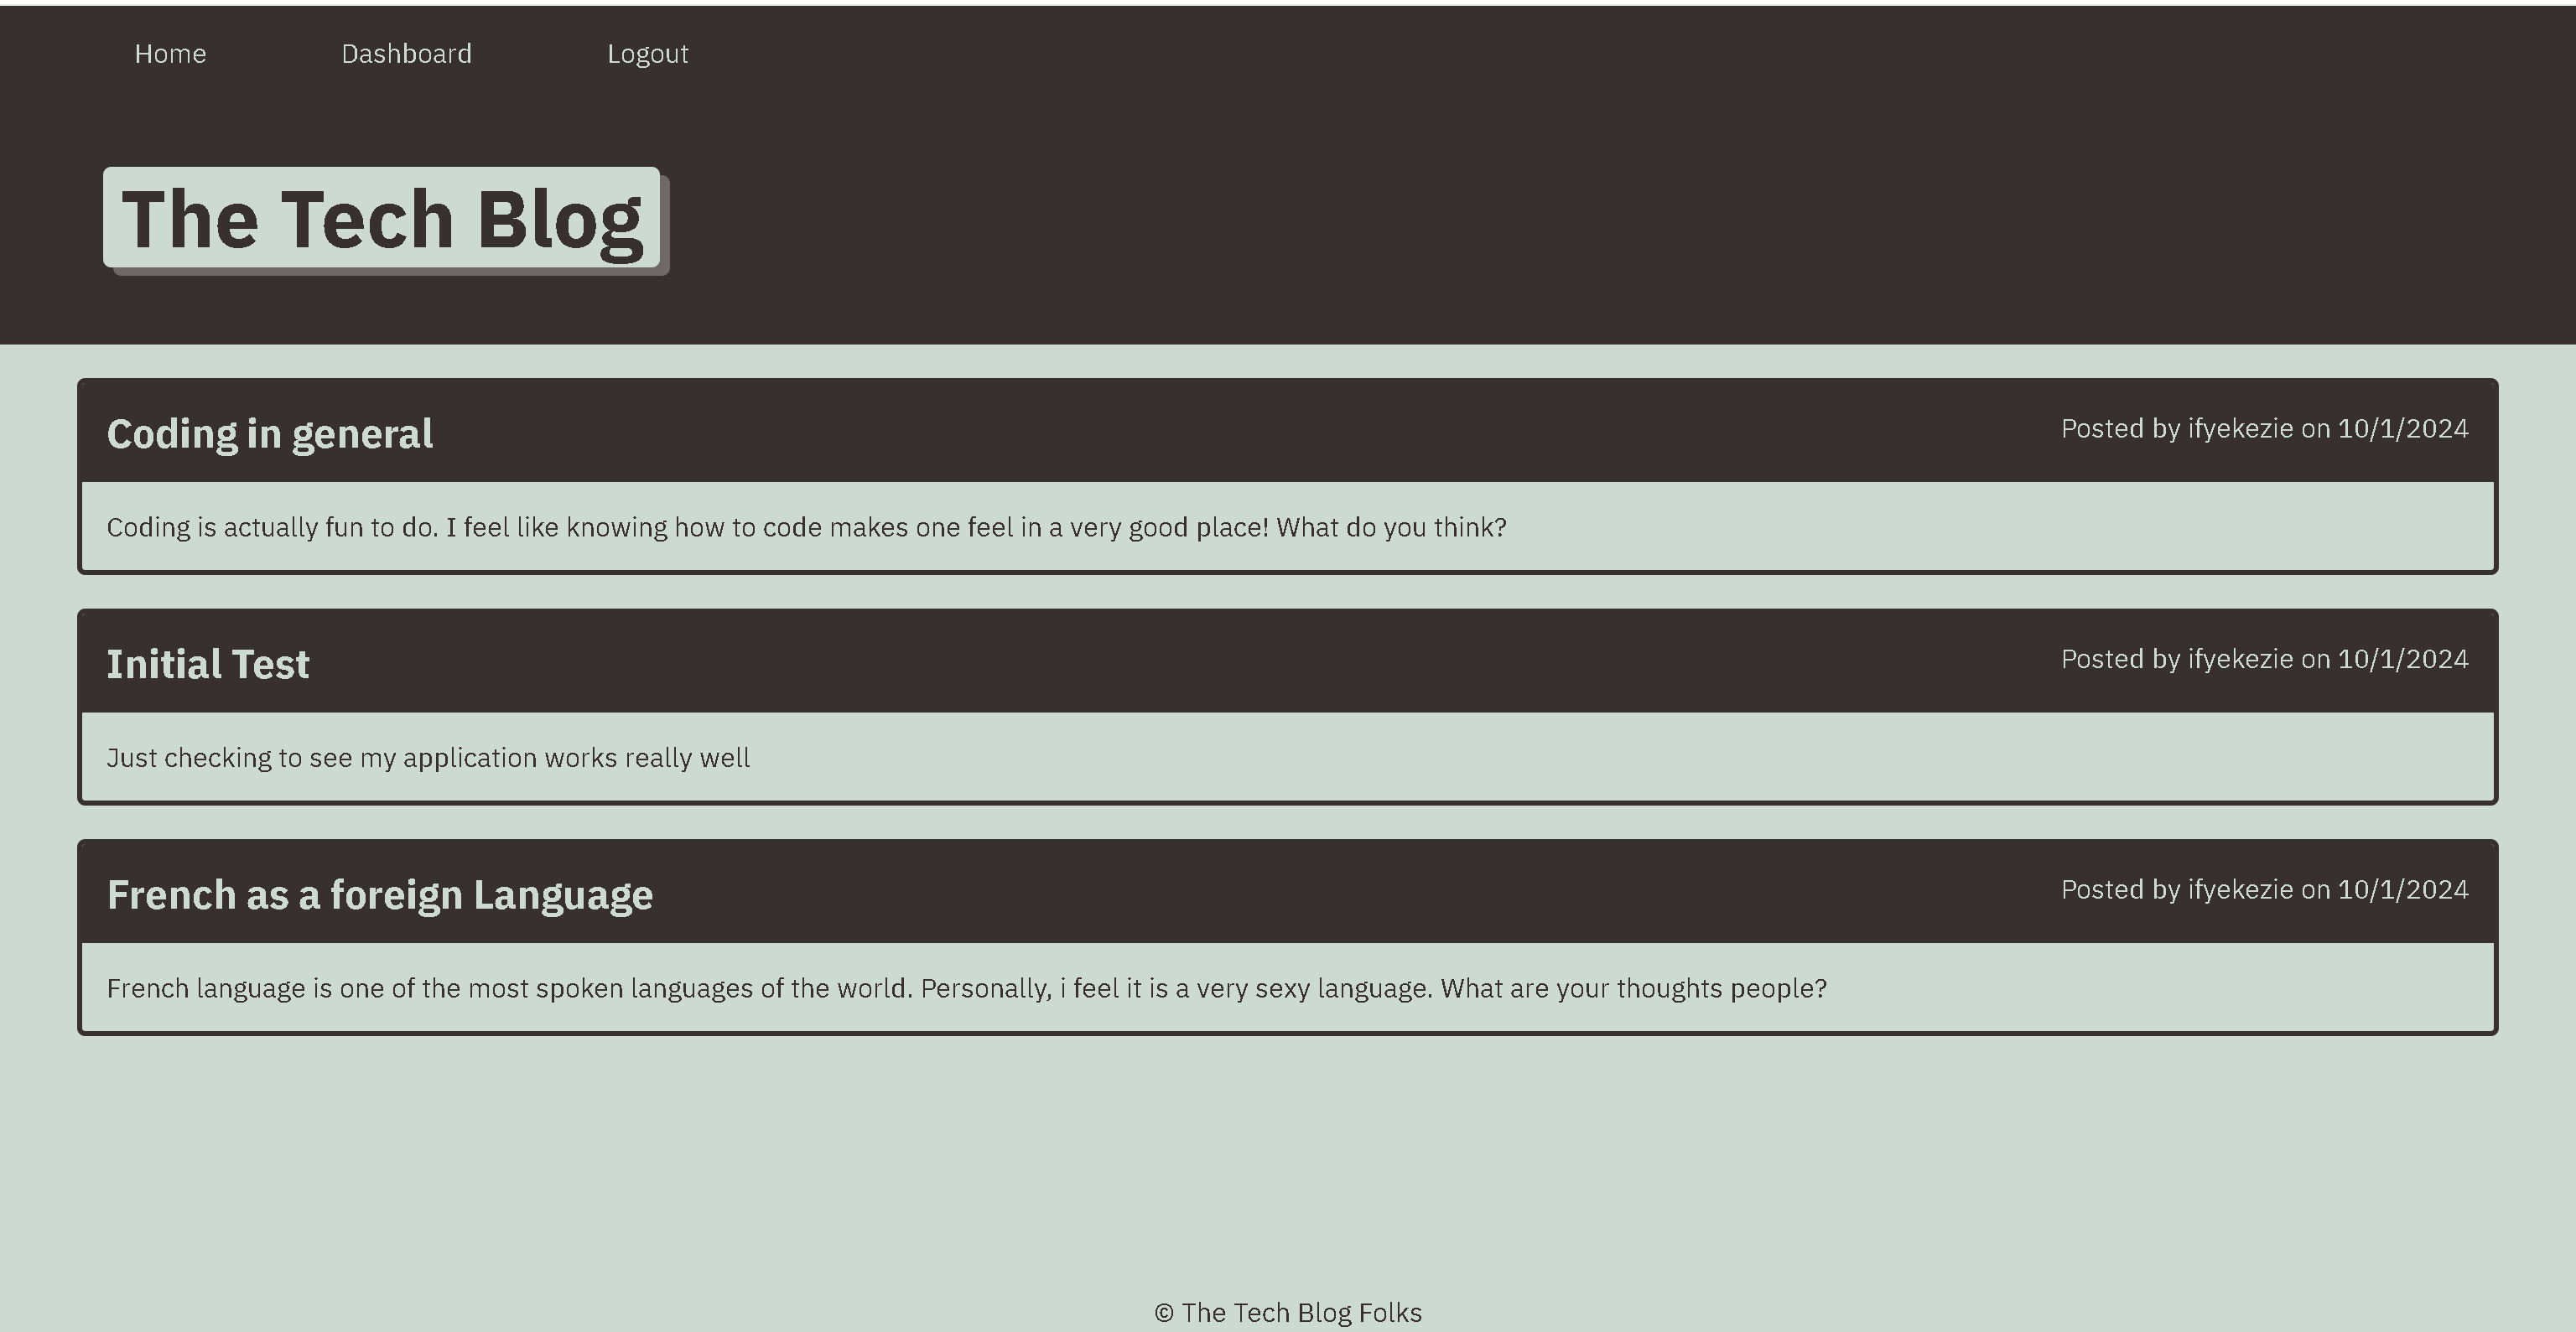 Home Dashboard Logout
The Tech Blog
Coding in general
Posted by ifyekezie on 10/1/2024
Coding is actually fun to do. I feel like knowing how to code makes one feel in a very good place! What do you think?
Initial Test
Posted by ifyekezie on 10/1/2024
Just checking to see my application works really well
French as a foreign Language
Posted by ifyekezie on 10/1/2024
French language is one of the most spoken languages of the world. Personally, i feel it is a very sexy language. What are your thoughts people?
© The Tech Blog Folks